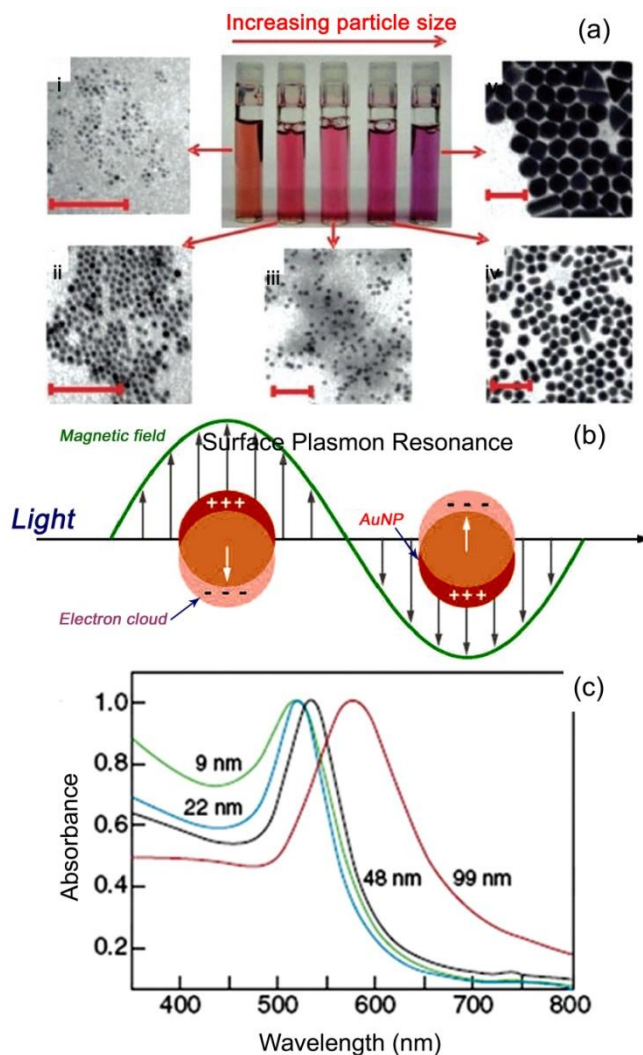 Increasing particle size
(a)
i
v
ii
iii
iv
Surface Plasmon Resonance
(b)
Magnetic field
Light
AuNP
+++
- - -
- - -
+++
Electron cloud
(c)
1.0
0.8
0.6
0.4
0.2
9 nm
22 nm
48 nm
99 nm
Absorbance
400
500
600
700
800
Wavelength (nm)